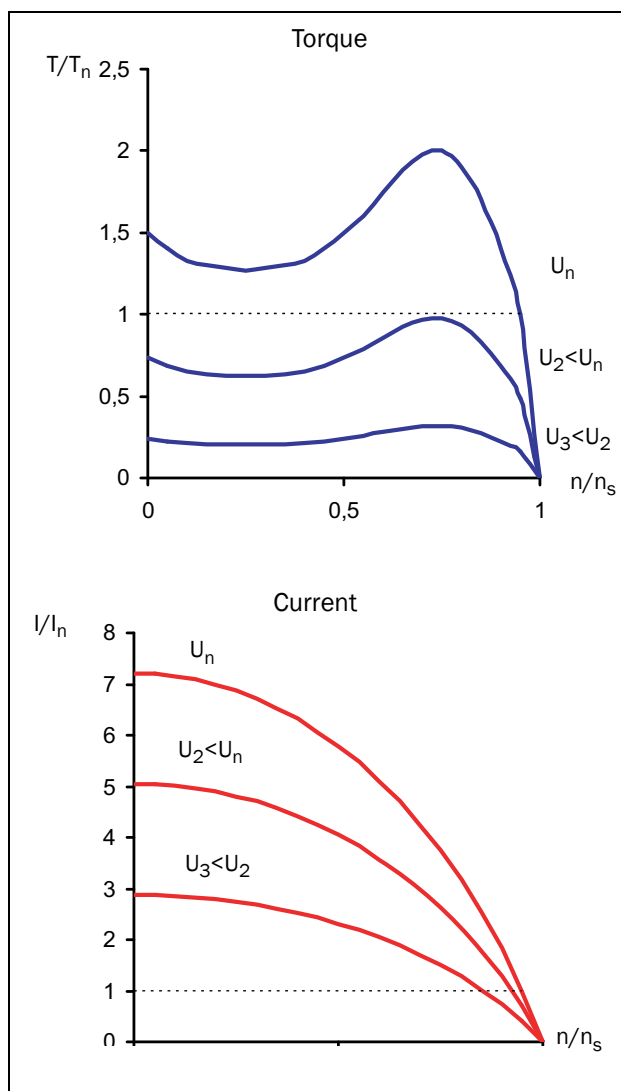 Torque
T/Tn 2,5
2
1,5
Un
1
U2<Un
0,5
U3<U2
0
n/ns
0 0,5 1
Current
I/In
8
Un
7
6
U2<Un
5
4
U3<U2
3
2
1
0
n/ns